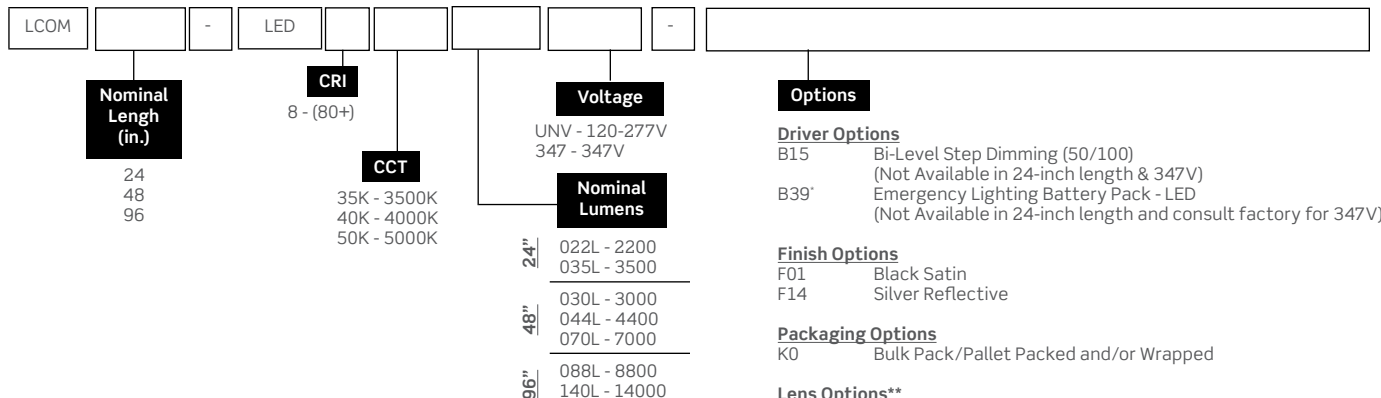 LCOM - LED -
Nominal
Lengh
(in.)
24
48
96
CRI
8 - (80+)
CCT
35K - 3500K
40K - 4000K
50K - 5000K
Voltage
UNV - 120-277V
347 - 347V
Nominal
Lumens
24"
022L - 2200
035L - 3500
48"
030L - 3000
044L - 4400
070L - 7000
96"
088L - 8800
140L - 14000
Options
Driver Options
B15 Bi-Level Step Dimming (50/100)
(Not Available in 24-inch length & 347V)
B39* Emergency Lighting Battery Pack - LED
(Not Available in 24-inch length and consult factory for 347V)
Finish Options
F01 Black Satin
F14 Silver Reflective
Packaging Options
K0 Bulk Pack/Pallet Packed and/or Wrapped
Lens Options**